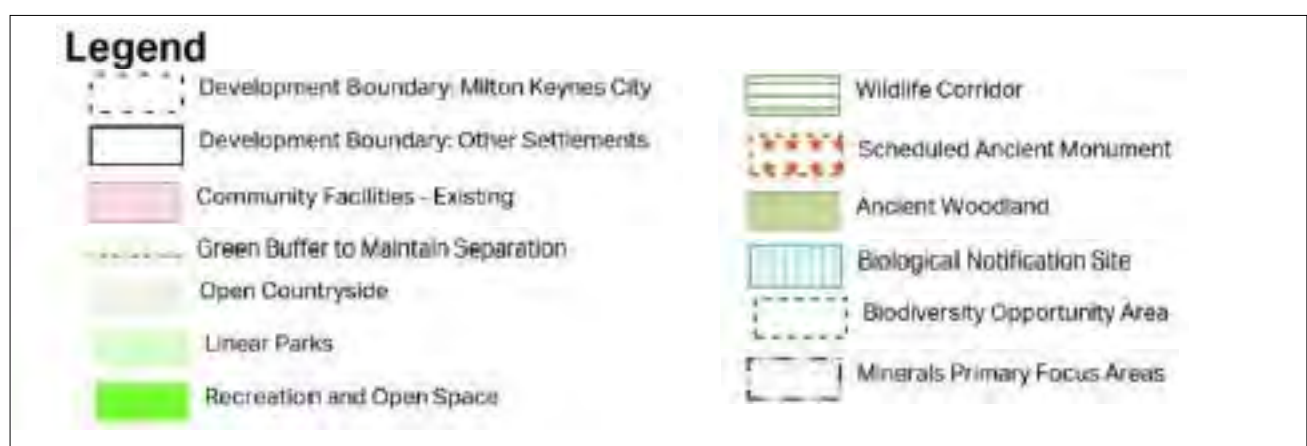 Legend
Development Boundary: Milton Keynes City
Development Boundary: Other Settlements
Community Facilities - Existing
Green Buffer to Maintain Separation
Open Countryside
Linear Parks
Recreation and Open Space
Wildlife Corridor
Scheduled Ancient Monument
Ancient Woodland
Biological Notification Site
Biodiversity Opportunity Area
Minerals Primary Focus Areas